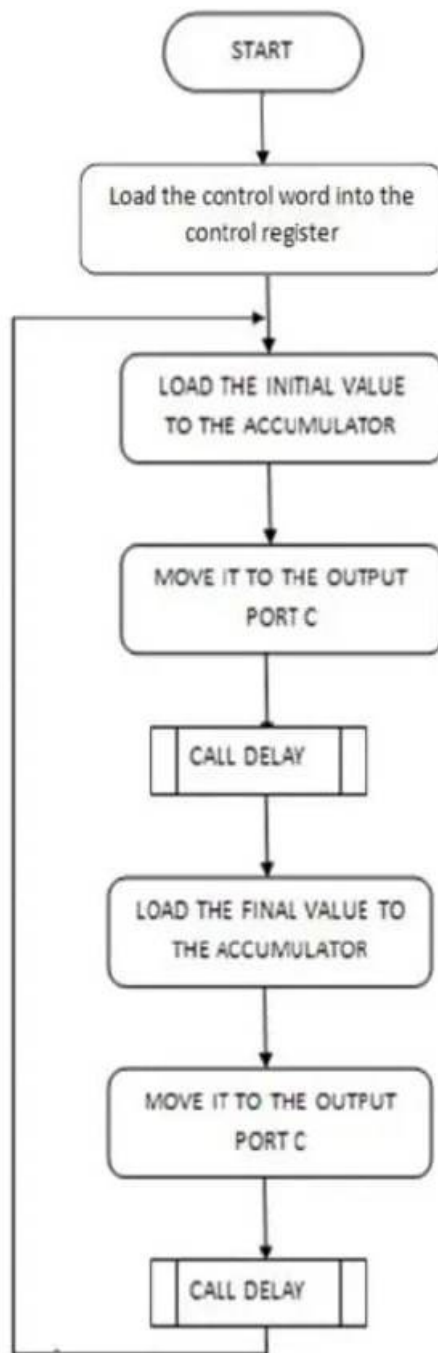 START
Load the control word into the
control register
LOAD THE INITIAL VALUE
TO THE ACCUMULATOR
MOVE IT TO THE OUTPUT
PORT C
CALL DELAY
LOAD THE FINAL VALUE TO
THE ACCUMULATOR
MOVE IT TO THE OUTPUT
PORT C
CALL DELAY